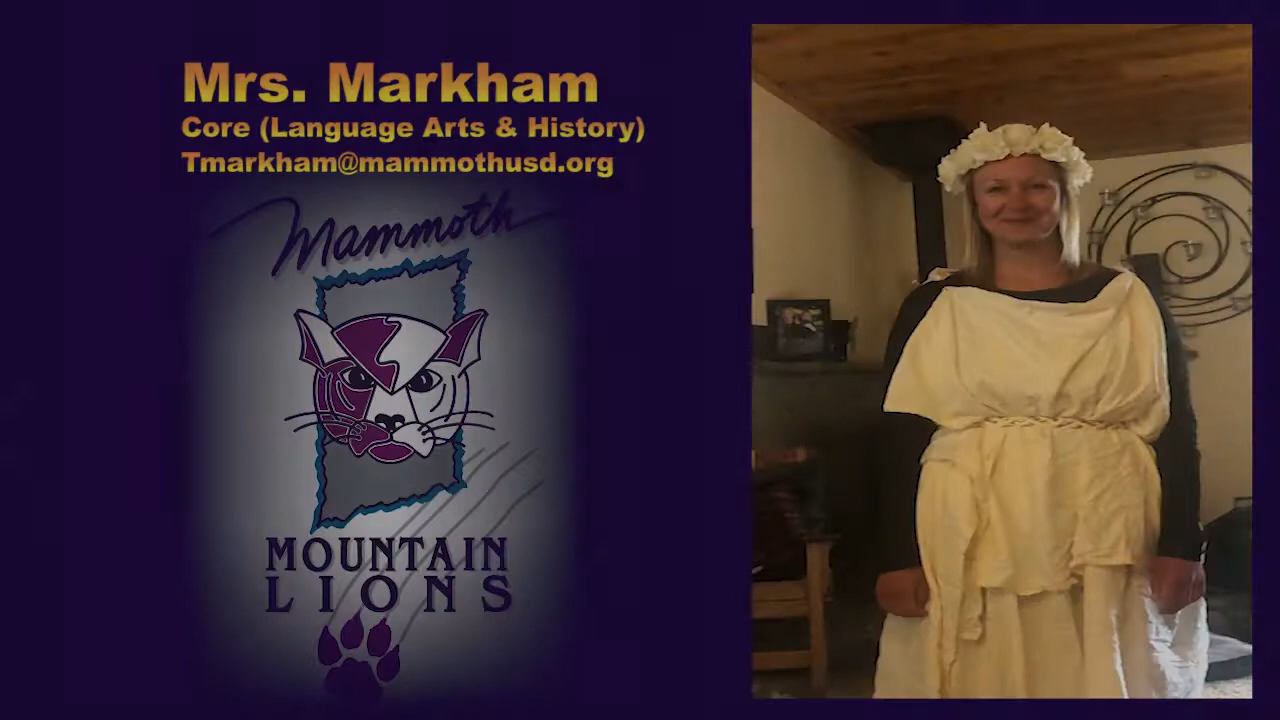 Mrs. Markham
Core (Language Arts & History)
Tmarkham@mammothusd.org
Mammoth
MOUNTAIN
LIONS